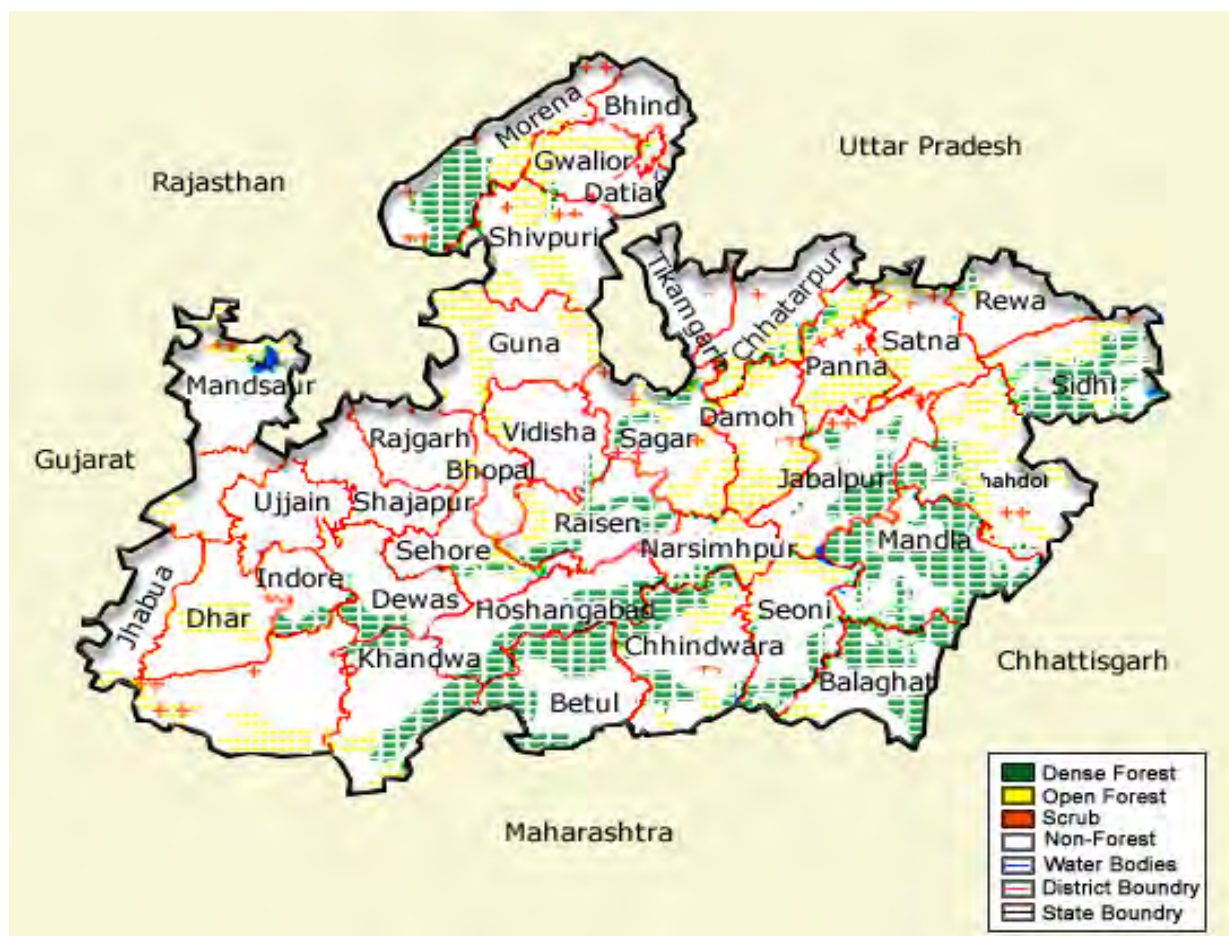 Morena
Bhind
Uttar Pradesh
Gwalior
Rajasthan
Datia
Shivpuri
Tikamgarh
Chhatarpur
Rewa
Guna
Satna
Panna
Mandsaur
Sidhi
Damoh
Rajgarh
Vidisha
Sagar
Gujarat
Bhopal
Jabalpur
hahdol
Ujjain
Shajapur
Raisen
Mandla
Sehore
Narsimhpur
Indore
Jhabua
Dewas
Hoshangabad
Seoni
Dhar
Chhindwara
Khandwa
Chhattisgarh
Balaghat
Betul
Maharashtra
Dense Forest
Open Forest
Scrub
Non-Forest
Water Bodies
District Boundry
State Boundry